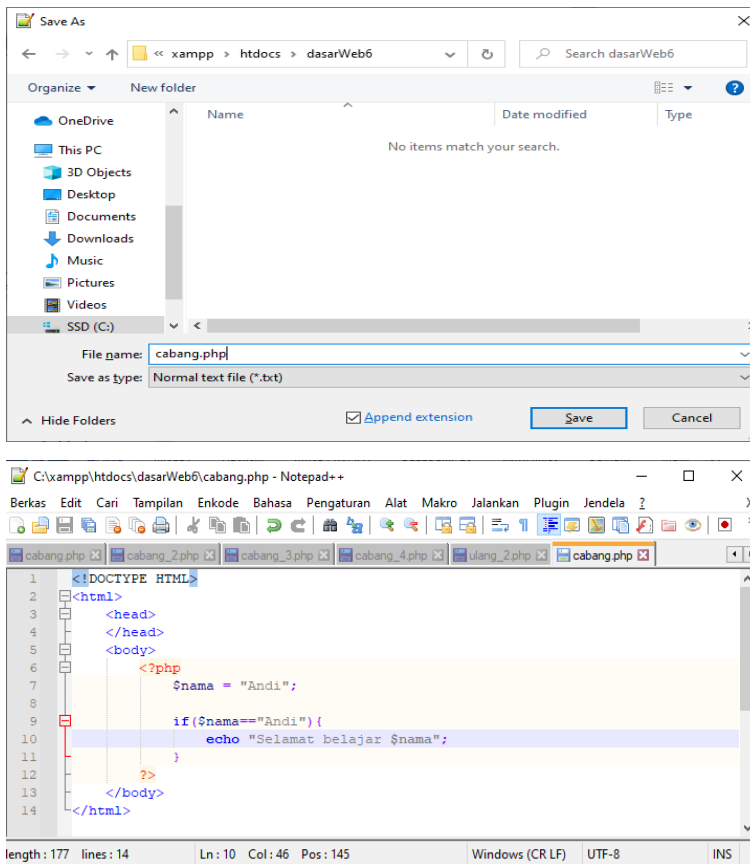 Save As
« xampp › htdocs › dasarWeb6 Search dasarWeb6
Organize New folder
Name Date modified Type
OneDrive
No items match your search.
This PC
3D Objects
Desktop
Documents
Downloads
Music
Pictures
Videos
SSD (C:)
File name: cabang.php
Save as type: Normal text file (*.txt)
Hide Folders Append extension Save Cancel
C:\xampp\htdocs\dasarWeb6\cabang.php - Notepad++
Berkas Edit Cari Tampilan Enkode Bahasa Pengaturan Alat Makro Jalankan Plugin Jendela ?
cabang.php cabang_2.php cabang_3.php cabang_4.php ulang_2.php cabang.php
1 <!DOCTYPE HTML>
2 <html>
3 <head>
4 </head>
5 <body>
6 <?php
7 $nama = "Andi";
8
9 if($nama=="Andi"){
10 echo "Selamat belajar $nama";
11 }
12 ?>
13 </body>
14 </html>
length : 177 lines : 14 Ln : 10 Col : 46 Pos : 145 Windows (CR LF) UTF-8 INS